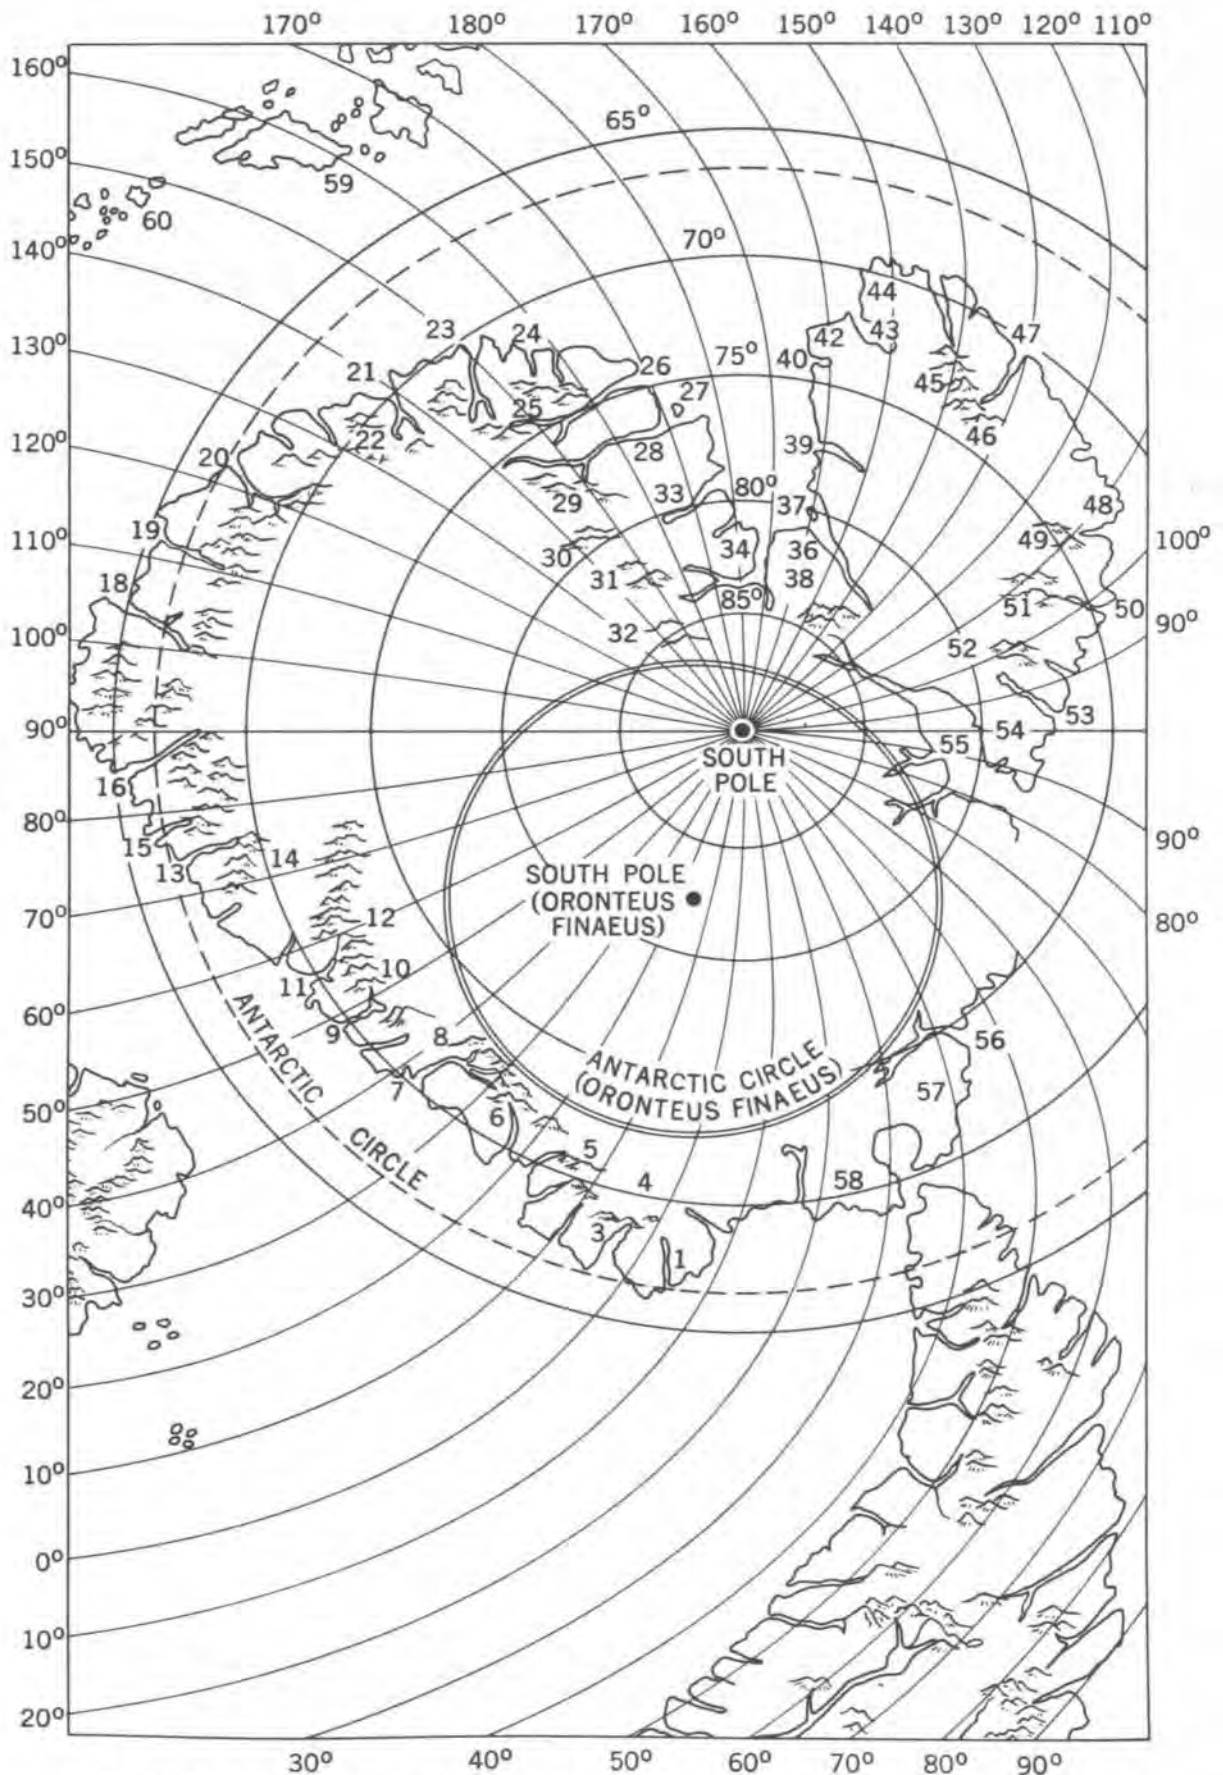 170° 180° 170° 160° 150° 140° 130° 120° 110°
160°
65°
150°
59
60
140°
70°
44
23 24 42 43 47
130°
21 26 75° 40
27 45
25
120° 22 28 39 46
20
33 80° 37 48
29
19 34 36 49 100°
110° 30
31 38
18 85° 51 50
32 52 90°
100°
53
90° 54
55
SOUTH
POLE
16
80°
15 90°
14
13 SOUTH POLE
(ORONTEUS
FINAEUS)
70° 12 80°
10
11
ANTARCTIC
60° 9 8 56
ANTARCTIC CIRCLE
(ORONTEUS FINAEUS)
7 57
50° 6
CIRCLE
5
4 58
40°
3
1
30°
20°
10°
0°
10°
20°
30° 40° 50° 60° 70° 80° 90°